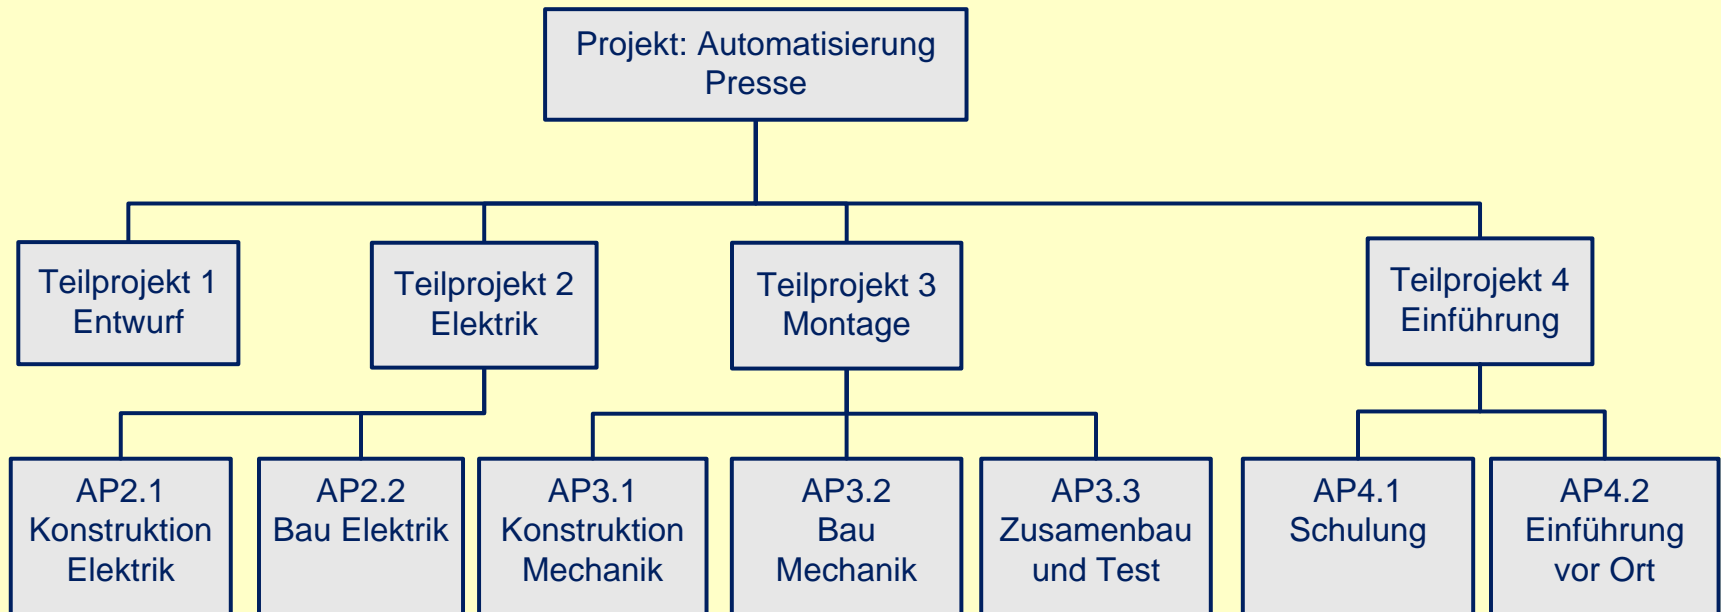 Projekt: Automatisierung
Presse
Teilprojekt 1
Entwurf
Teilprojekt 2
Elektrik
Teilprojekt 3
Montage
Teilprojekt 4
Einführung
AP2.1
Konstruktion
Elektrik
AP2.2
Bau Elektrik
AP3.1
Konstruktion
Mechanik
AP3.2
Bau
Mechanik
AP3.3
Zusamenbau
und Test
AP4.1
Schulung
AP4.2
Einführung
vor Ort